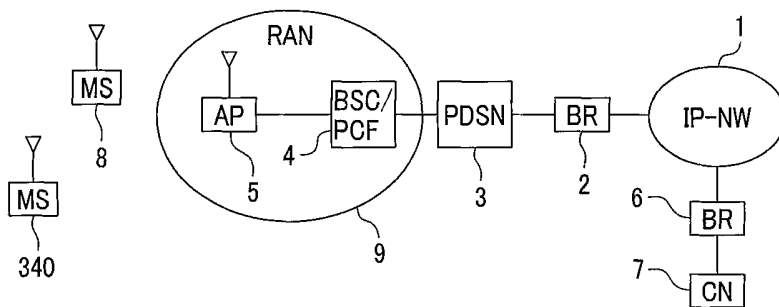 RAN
1
MS
8
AP
5
BSC/
PCF
4
PDSN
3
BR
2
IP-NW
MS
340
9
6
BR
7
CN